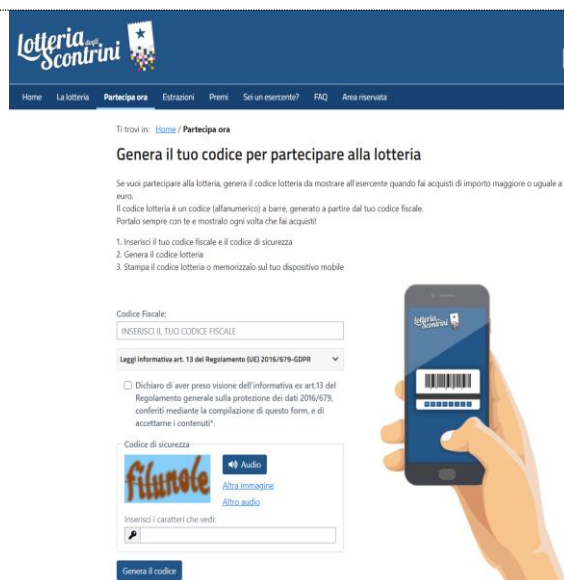 Lotteria degli
Scontrini
Home La lotteria Partecipa ora Estrazioni Premi Sei un esercente? FAQ Area riservata
Ti trovi in: Home / Partecipa ora
Genera il tuo codice per partecipare alla lotteria
Se vuoi partecipare alla lotteria, genera il codice lotteria da mostrare all'esercente quando fai acquisti di importo maggiore o uguale a
euro.
Il codice lotteria è un codice (alfanumerico) a barre, generato a partire dal tuo codice fiscale.
Portalo sempre con te e mostralo ogni volta che fai acquisti!
1. Inserisci il tuo codice fiscale e il codice di sicurezza
2. Genera il codice lotteria
3. Stampa il codice lotteria o memorizzalo sul tuo dispositivo mobile
Codice Fiscale:
INSERISCI IL TUO CODICE FISCALE
Leggi informativa art. 13 del Regolamento (UE) 2016/679-GDPR
Dichiaro di aver preso visione dell'informativa ex art.13 del
Regolamento generale sulla protezione dei dati 2016/679,
conferiti mediante la compilazione di questo form, e di
accettarne i contenuti*.
Codice di sicurezza
filunole
Audio
Altra immagine
Altro audio
Inserisci i caratteri che vedi:
Genera il codice
Lotteria degli
Scontrini